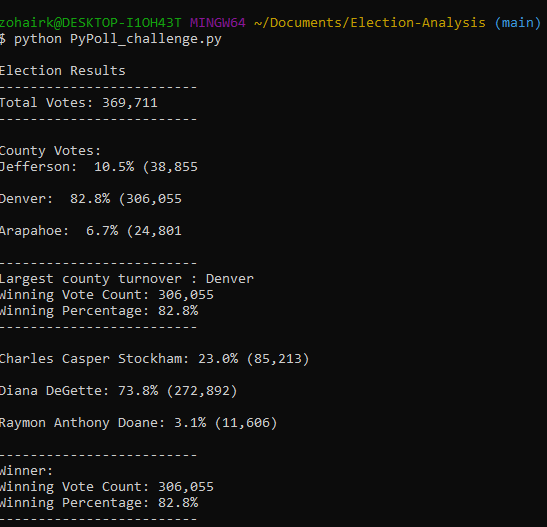 zohairk@DESKTOP-I1OH43T MINGW64 ~/Documents/Election-Analysis (main)
$ python PyPoll_challenge.py
Election Results
-------------------------
Total Votes: 369,711
-------------------------
County Votes:
Jefferson:  10.5% (38,855
Denver:  82.8% (306,055
Arapahoe:  6.7% (24,801
-------------------------
Largest county turnover : Denver
Winning Vote Count: 306,055
Winning Percentage: 82.8%
-------------------------
Charles Casper Stockham: 23.0% (85,213)
Diana DeGette: 73.8% (272,892)
Raymon Anthony Doane: 3.1% (11,606)
-------------------------
Winner:
Winning Vote Count: 306,055
Winning Percentage: 82.8%
-------------------------